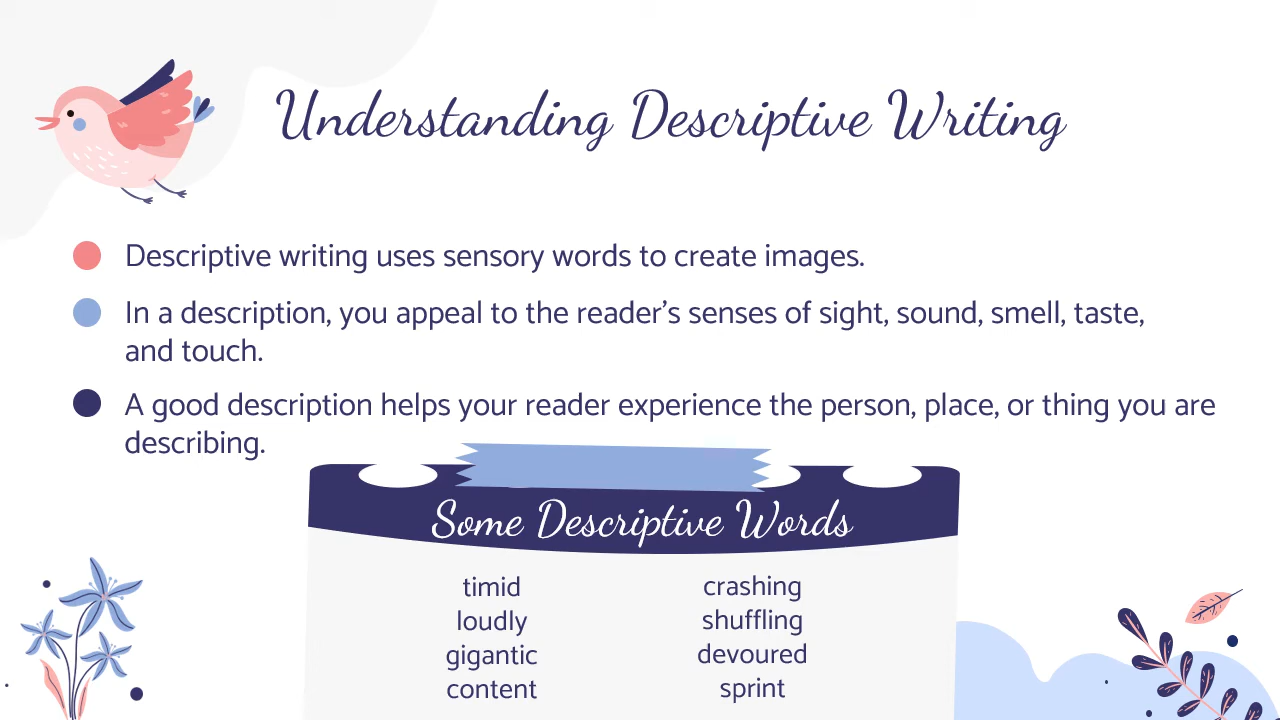 Understanding Descriptive Writing
Descriptive writing uses sensory words to create images.
In a description, you appeal to the reader’s senses of sight, sound, smell, taste,
and touch.
A good description helps your reader experience the person, place, or thing you are
describing.
Some Descriptive Words
timid
loudly
gigantic
content
crashing
shuffling
devoured
sprint